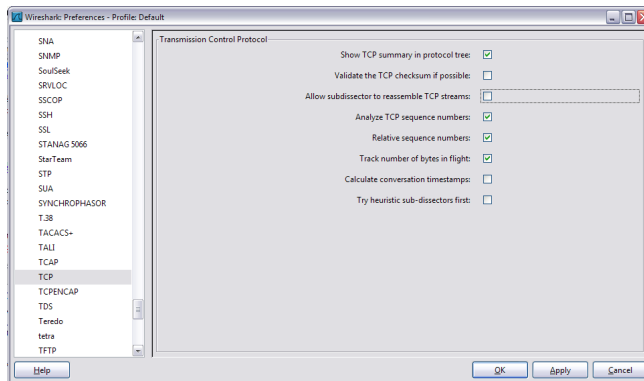 Wireshark: Preferences - Profile: Default
SNA
SNMP
SoulSeek
SRVLOC
SSCOP
SSH
SSL
STANAG 5066
StarTeam
STP
SUA
SYNCHROPHASOR
T.38
TACACS+
TALI
TCAP
TCP
TCPENCAP
TDS
Teredo
tetra
TFTP
Transmission Control Protocol
Show TCP summary in protocol tree:
Validate the TCP checksum if possible:
Allow subdissector to reassemble TCP streams:
Analyze TCP sequence numbers:
Relative sequence numbers:
Track number of bytes in flight:
Calculate conversation timestamps:
Try heuristic sub-dissectors first:
Help
OK
Apply
Cancel